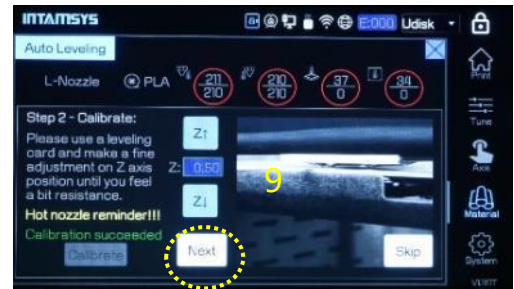 INTAMSYS E:000 Udisk
Auto Leveling
L-Nozzle PLA 211 210 210 210 37 0 34 0
Print
Step 2 - Calibrate:
Please use a leveling
card and make a fine
adjustment on Z axis
position until you feel
a bit resistance.
Z↑
Z: 0.50
Z↓
9
Hot nozzle reminder!!!
Calibration succeeded
Calibrate
Next
Skip
Tune
Axis
Material
System